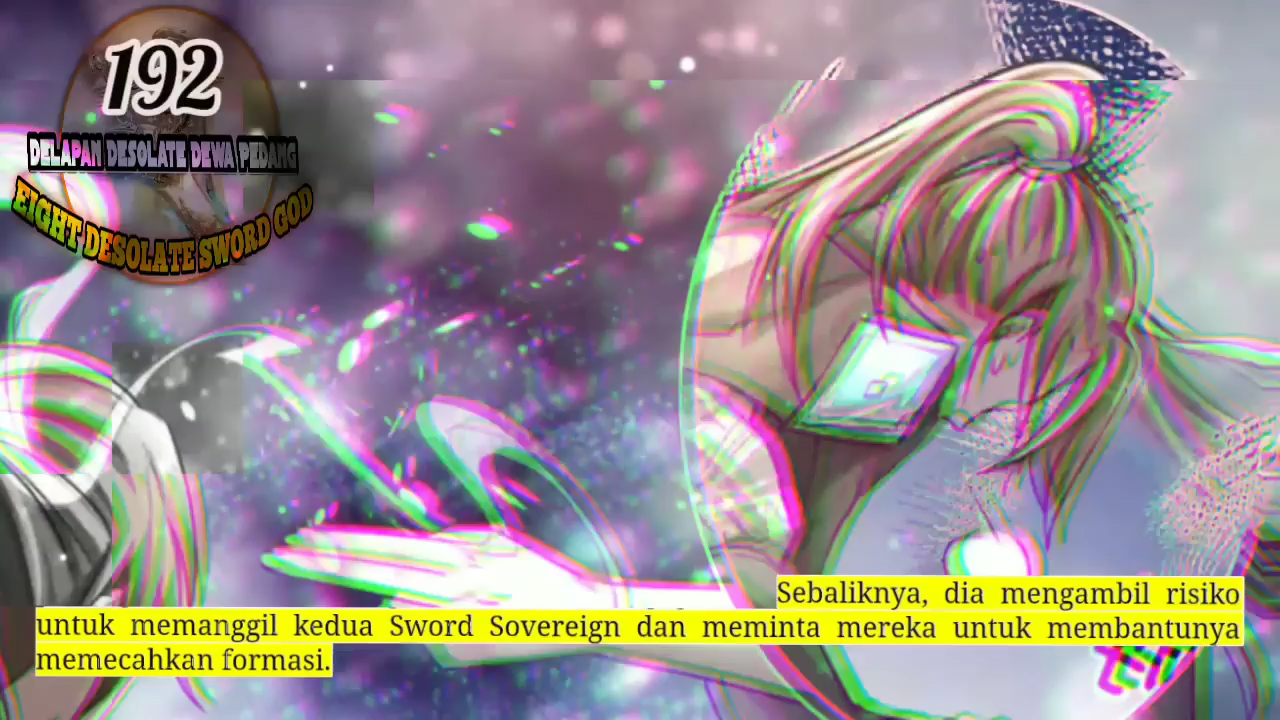 192
DELAPAN DESOLATE DEWA PEDANG
EIGHT DESOLATE SWORD GOD
Sebaliknya, dia mengambil risiko
untuk memanggil kedua Sword Sovereign dan meminta mereka untuk membantunya
memecahkan formasi.